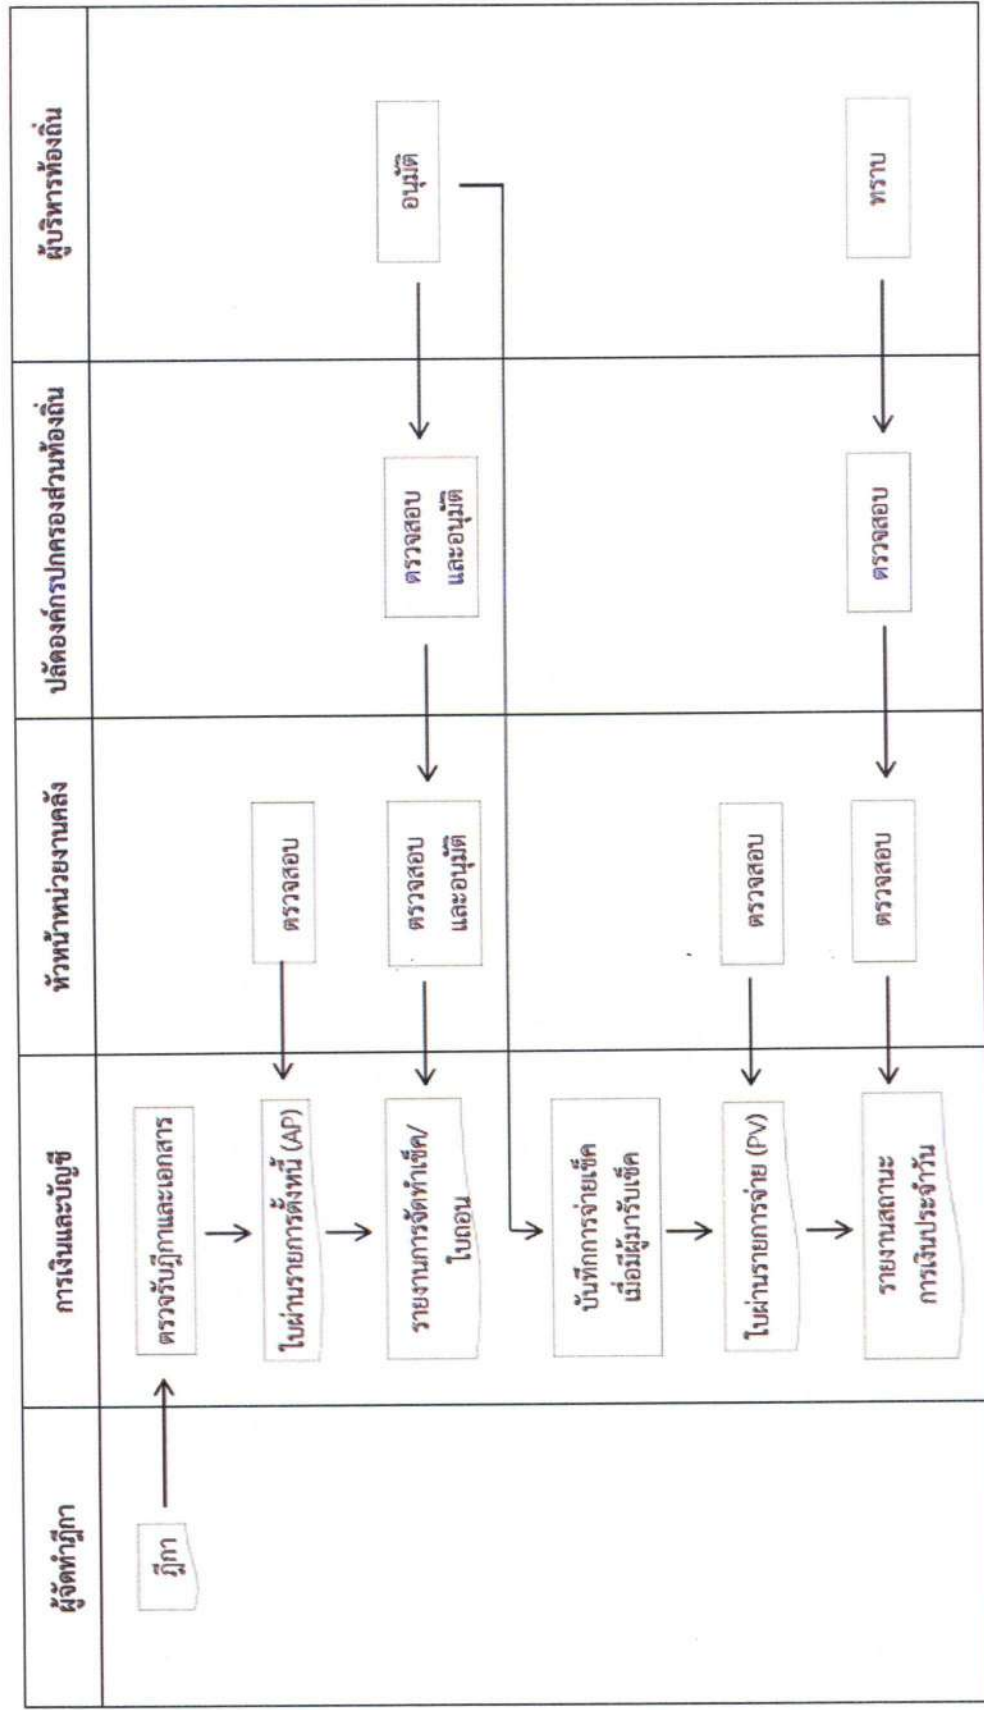 ผู้จัดทำฎีกา
การเงินและบัญชี
หัวหน้าหน่วยงานคลัง
ปลัดองค์กรปกครองส่วนท้องถิ่น
ผู้บริหารท้องถิ่น
ฎีกา
ตรวจรับฎีกาและเอกสาร
ใบผ่านรายการตั้งหนี้ (AP)
ตรวจสอบ
รายงานการจัดทำเช็ค/
ใบถอน
ตรวจสอบ
และอนุมัติ
ตรวจสอบ
และอนุมัติ
อนุมัติ
บันทึกการจ่ายเช็ค
เมื่อมีผู้มารับเช็ค
ใบผ่านรายการจ่าย (PV)
ตรวจสอบ
รายงานสถานะ
การเงินประจำวัน
ตรวจสอบ
ตรวจสอบ
ทราบ